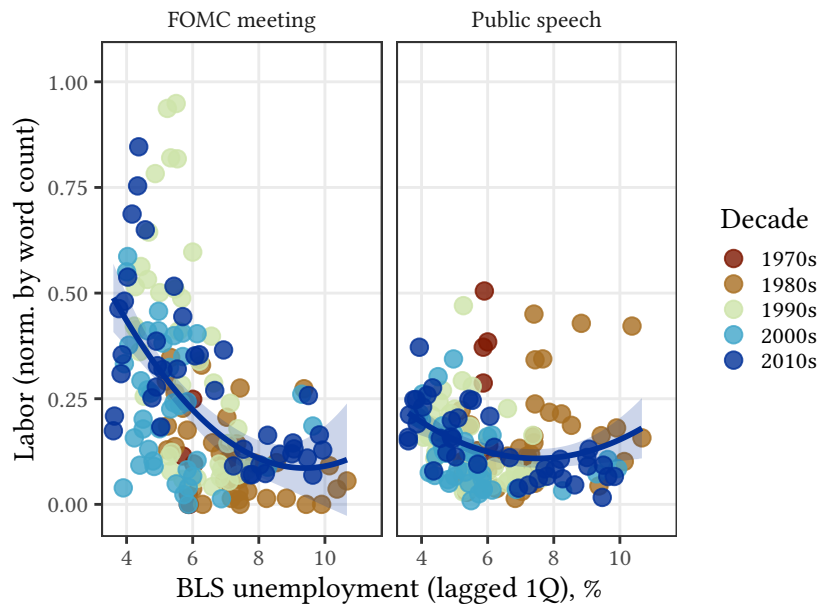 FOMC meeting
Public speech
1.00
0.75
0.50
0.25
0.00
Labor (norm. by word count)
4 6 8 10
4 6 8 10
BLS unemployment (lagged 1Q), %
Decade
1970s
1980s
1990s
2000s
2010s